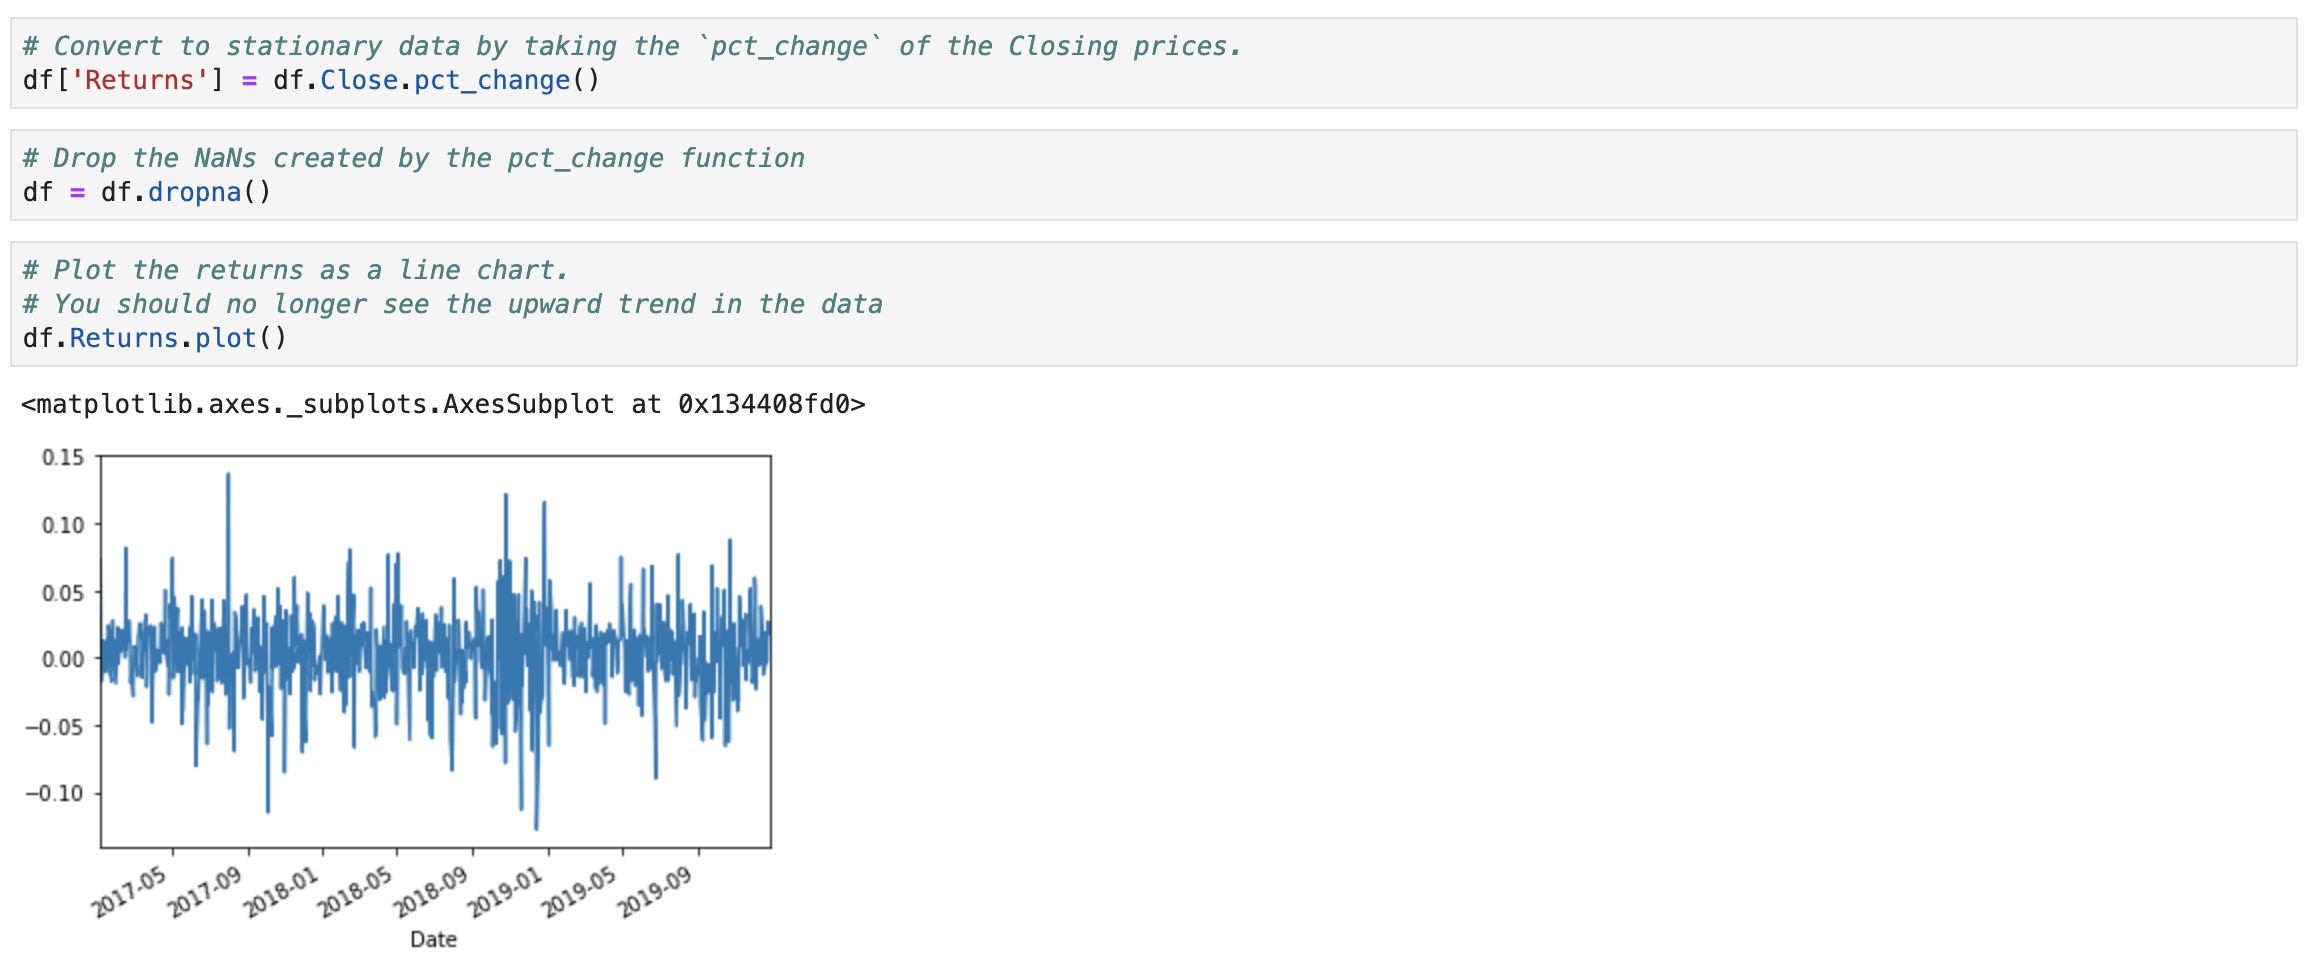 # Convert to stationary data by taking the `pct_change` of the Closing prices.
df['Returns'] = df.Close.pct_change()
# Drop the NaNs created by the pct_change function
df = df.dropna()
# Plot the returns as a line chart.
# You should no longer see the upward trend in the data
df.Returns.plot()
<matplotlib.axes._subplots.AxesSubplot at 0x134408fd0>
0.15
0.10
0.05
0.00
−0.05
−0.10
2017-05 2017-09 2018-01 2018-05 2018-09 2019-01 2019-05 2019-09
Date